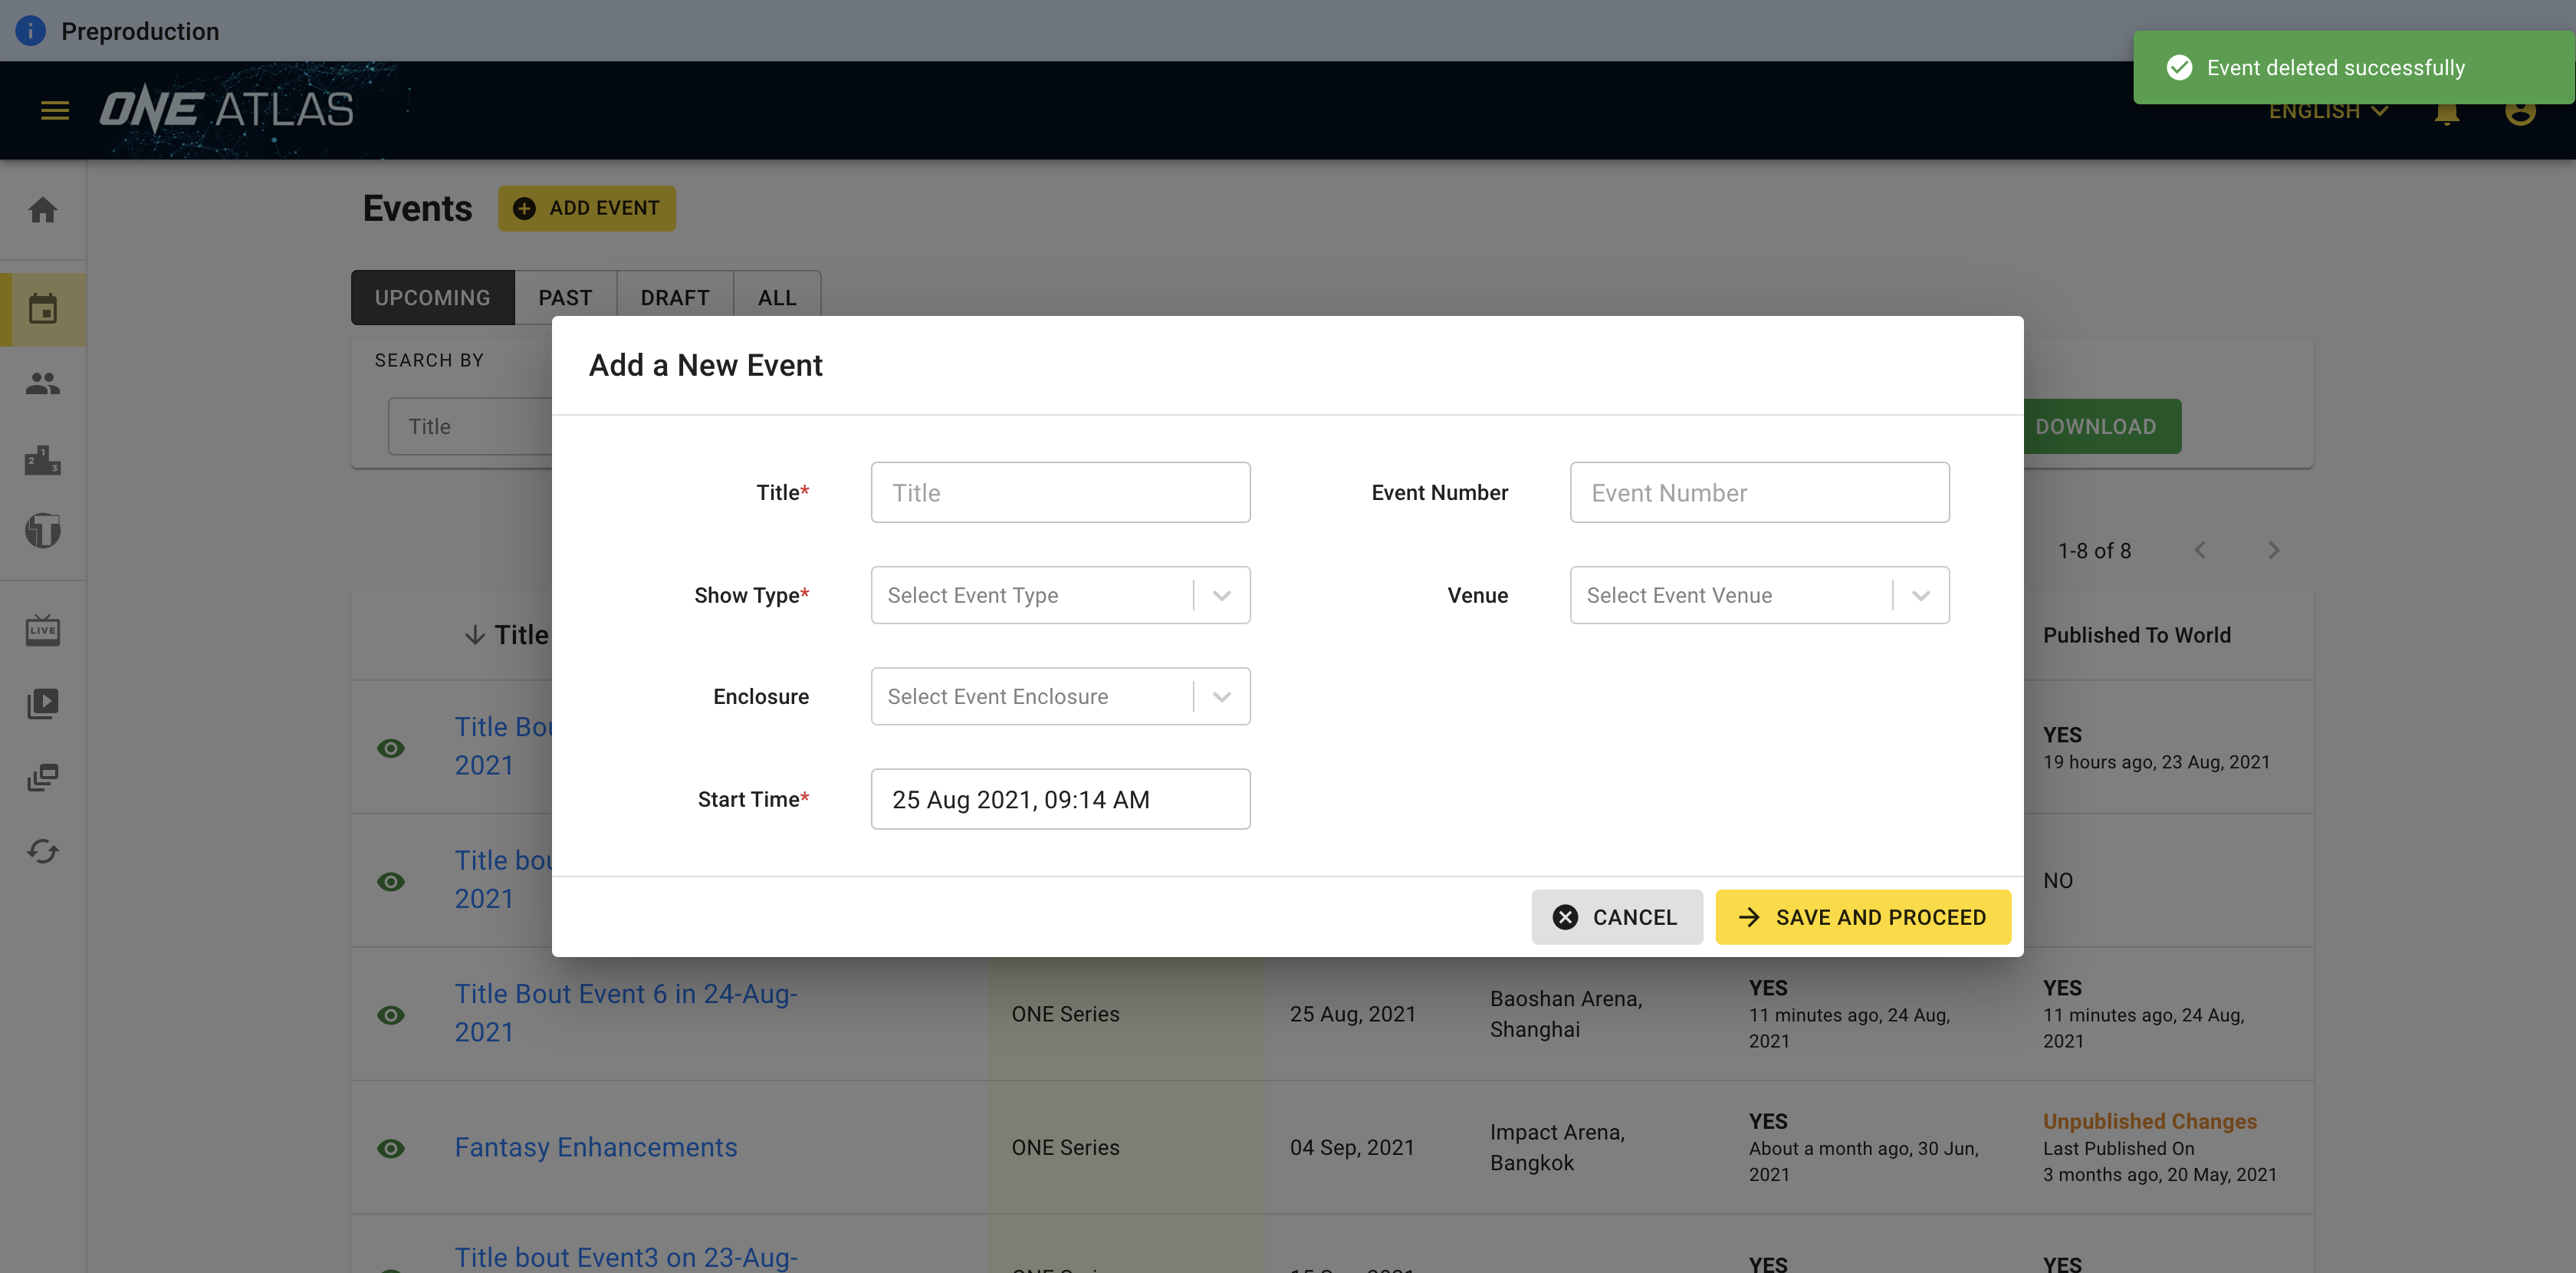 Preproduction
Event deleted successfully
ONE ATLAS
ENGLISH
Events
ADD EVENT
UPCOMING
PAST
DRAFT
ALL
SEARCH BY
Title
DOWNLOAD
Add a New Event
Title*
Title
Event Number
Event Number
Show Type*
Select Event Type
Venue
Select Event Venue
Enclosure
Select Event Enclosure
Start Time*
25 Aug 2021, 09:14 AM
CANCEL
SAVE AND PROCEED
1-8 of 8
2 1 3
T
LIVE
Title
Published To World
Title Bou
2021
YES
19 hours ago, 23 Aug, 2021
Title bou
2021
NO
Title Bout Event 6 in 24-Aug-
2021
ONE Series
25 Aug, 2021
Baoshan Arena,
Shanghai
YES
11 minutes ago, 24 Aug,
2021
YES
11 minutes ago, 24 Aug,
2021
Fantasy Enhancements
ONE Series
04 Sep, 2021
Impact Arena,
Bangkok
YES
About a month ago, 30 Jun,
2021
Unpublished Changes
Last Published On
3 months ago, 20 May, 2021
Title bout Event3 on 23-Aug-
YES
YES